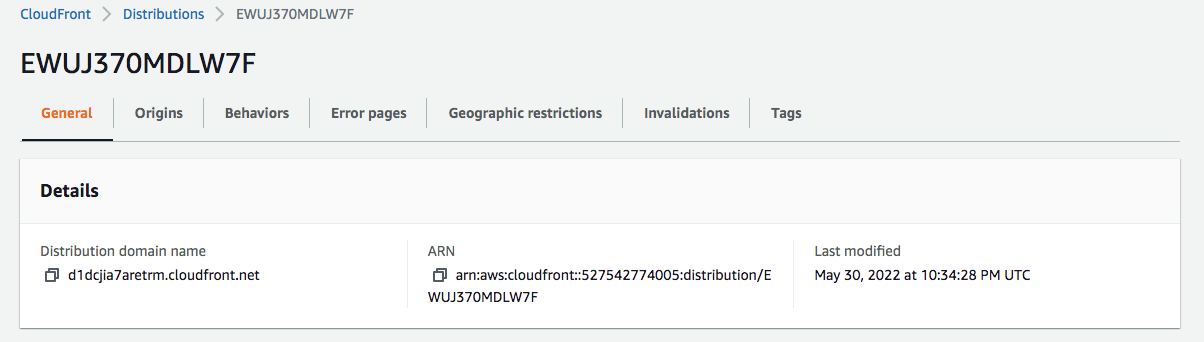 CloudFront > Distributions > EWUJ370MDLW7F
EWUJ370MDLW7F
General Origins Behaviors Error pages Geographic restrictions Invalidations Tags
Details
Distribution domain name
d1dcjia7aretrm.cloudfront.net
ARN
arn:aws:cloudfront::527542774005:distribution/E
WUJ370MDLW7F
Last modified
May 30, 2022 at 10:34:28 PM UTC